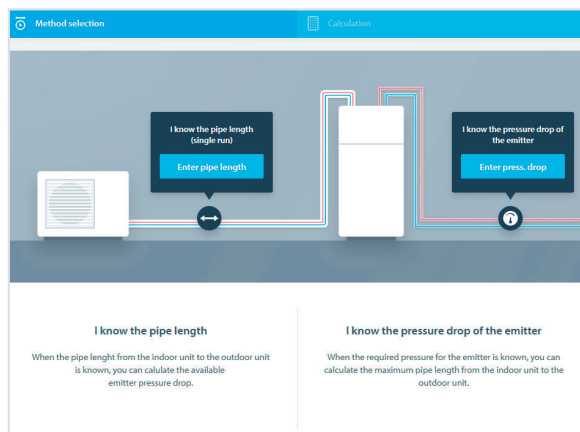 Method selection
Calculation
I know the pipe length
(single run)
Enter pipe length
I know the pressure drop of
the emitter
Enter press. drop
I know the pipe length
When the pipe lenght from the indoor unit to the outdoor unit
is known, you can calulate the available
emitter pressure drop.
I know the pressure drop of the emitter
When the required pressure for the emitter is known, you can
calculate the maximum pipe length from the indoor unit to the
outdoor unit.